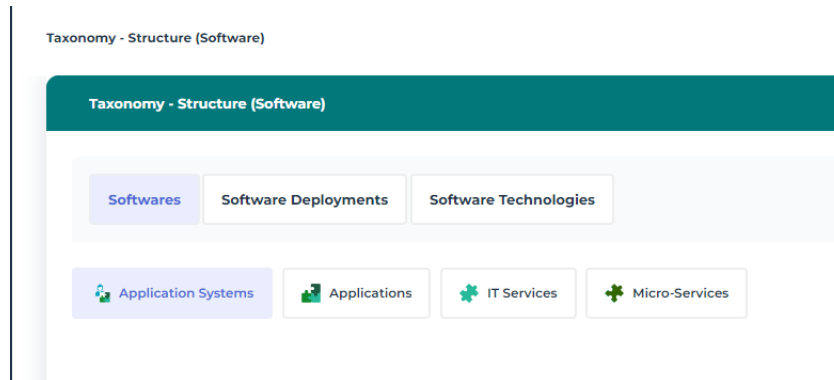 Taxonomy - Structure (Software)
Taxonomy - Structure (Software)
Softwares Software Deployments Software Technologies
Application Systems Applications IT Services Micro-Services